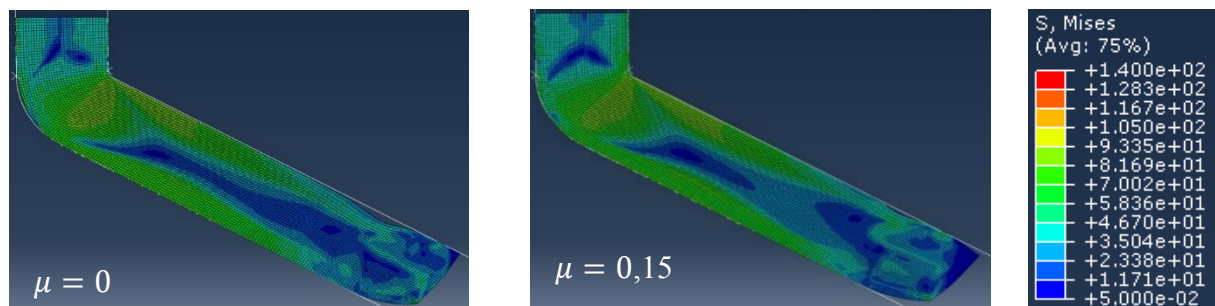 μ = 0
μ = 0,15
S, Mises
(Avg: 75%)
+1.400e+02
+1.283e+02
+1.167e+02
+1.050e+02
+9.335e+01
+8.169e+01
+7.002e+01
+5.836e+01
+4.670e+01
+3.504e+01
+2.338e+01
+1.171e+01
+5.000e-02